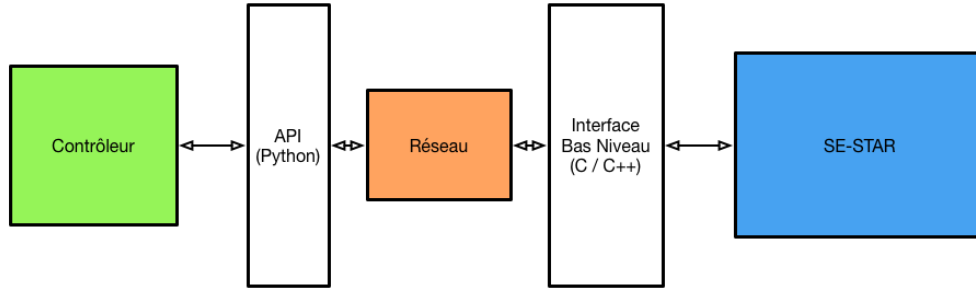 Contrôleur
API
(Python)
Réseau
Interface
Bas Niveau
(C / C++)
SE-STAR